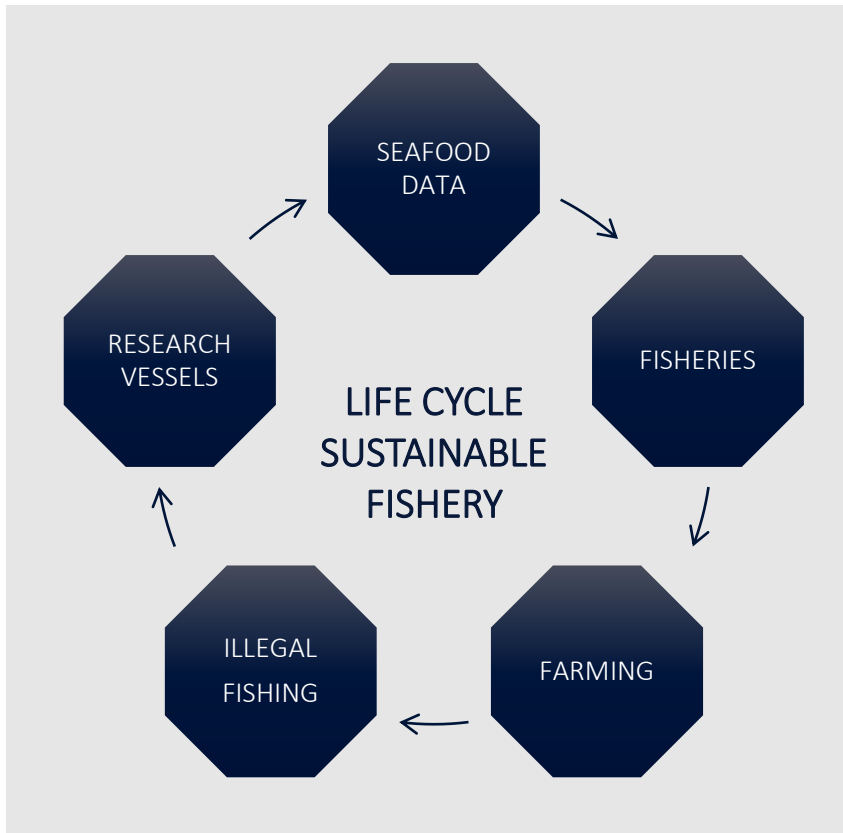 SEAFOOD
DATA
FISHERIES
FARMING
ILLEGAL
FISHING
RESEARCH
VESSELS
LIFE CYCLE
SUSTAINABLE
FISHERY